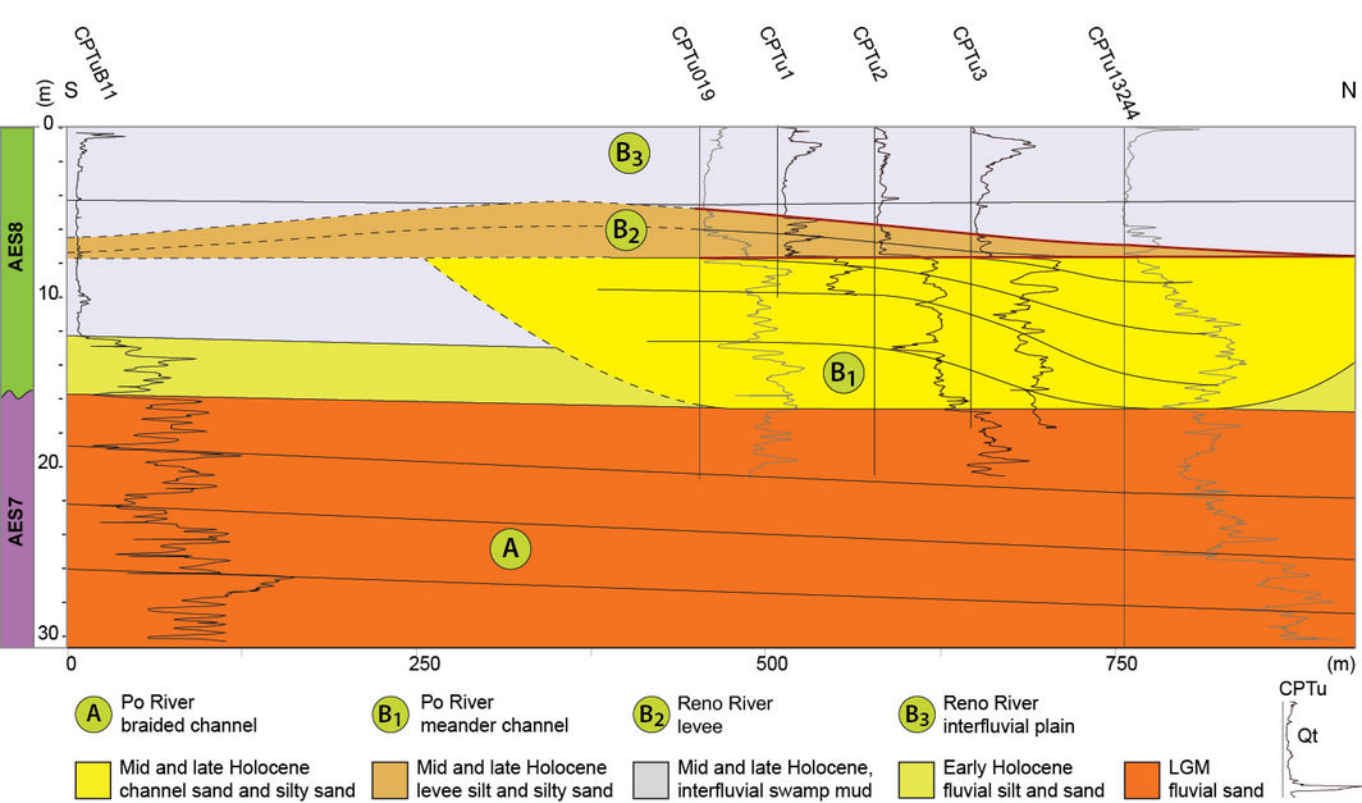 CPTuB11
CPTu019
CPTu1
CPTu2
CPTu3
CPTu13244
(m)
S
N
0
B3
AES8
B2
10
B1
20
AES7
A
30
0
250
500
750
(m)
A
Po River
braided channel
B1
Po River
meander channel
B2
Reno River
levee
B3
Reno River
interfluvial plain
CPTu
Qt
Mid and late Holocene
channel sand and silty sand
Mid and late Holocene
levee silt and silty sand
Mid and late Holocene,
interfluvial swamp mud
Early Holocene
fluvial silt and sand
LGM
fluvial sand